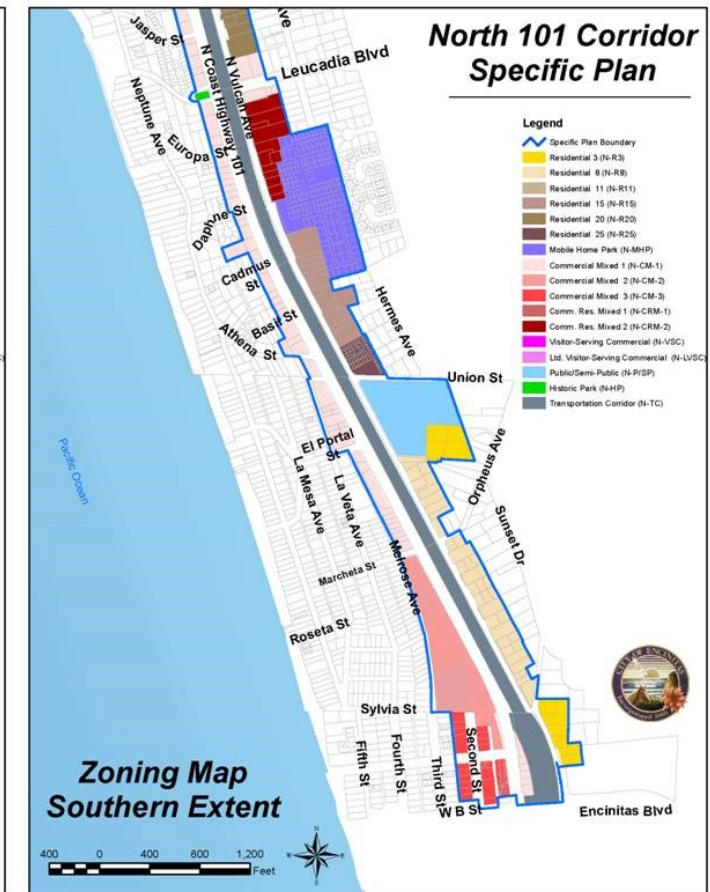 North 101 Corridor
Specific Plan
Legend
Specific Plan Boundary
Residential 3 (N-R3)
Residential 8 (N-R8)
Residential 11 (N-R11)
Residential 15 (N-R15)
Residential 20 (N-R20)
Residential 25 (N-R25)
Mobile Home Park (N-MHP)
Commercial Mixed 1 (N-CM-1)
Commercial Mixed 2 (N-CM-2)
Commercial Mixed 3 (N-CM-3)
Comm. Res. Mixed 1 (N-CRM-1)
Comm. Res. Mixed 2 (N-CRM-2)
Visitor-Serving Commercial (N-VSC)
Ltd. Visitor-Serving Commercial (N-LVSC)
Public/Semi-Public (N-P/SP)
Historic Park (N-HP)
Transportation Corridor (N-TC)
Jasper St
Ave
N Vulcan Ave
Leucadia Blvd
N Coast Highway 101
Neptune Ave
Europa St
Daphne St
Cadmus
St
Hermes Ave
Basil St
Athena St
Union St
El Portal
St
Orpheus Ave
Pacific Ocean
La Mesa Ave
La Veta Ave
Sunset Dr
Marcheta St
Melrose Ave
Roseta St
CITY OF ENCINITAS
Sylvia St
Fifth St
Fourth St
Third St
Second St
W B St
Encinitas Blvd
Zoning Map
Southern Extent
400 0 400 800 1,200
Feet
N
W
E
S